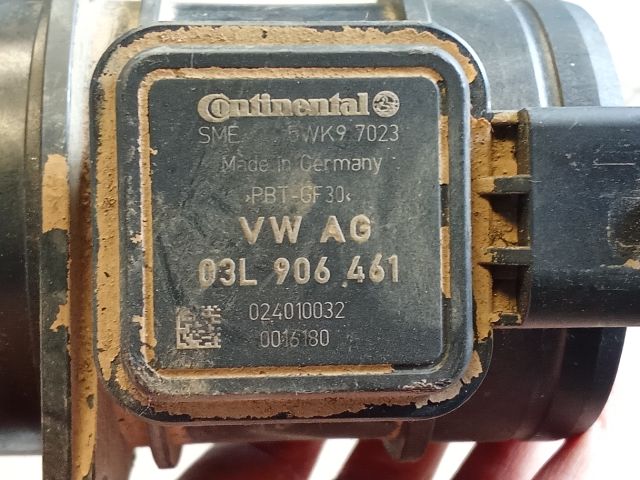 Continental
SME 5WK9 7023
Made in Germany
›PBT-GF30‹
VW AG
03L 906 461
024010032
0016180